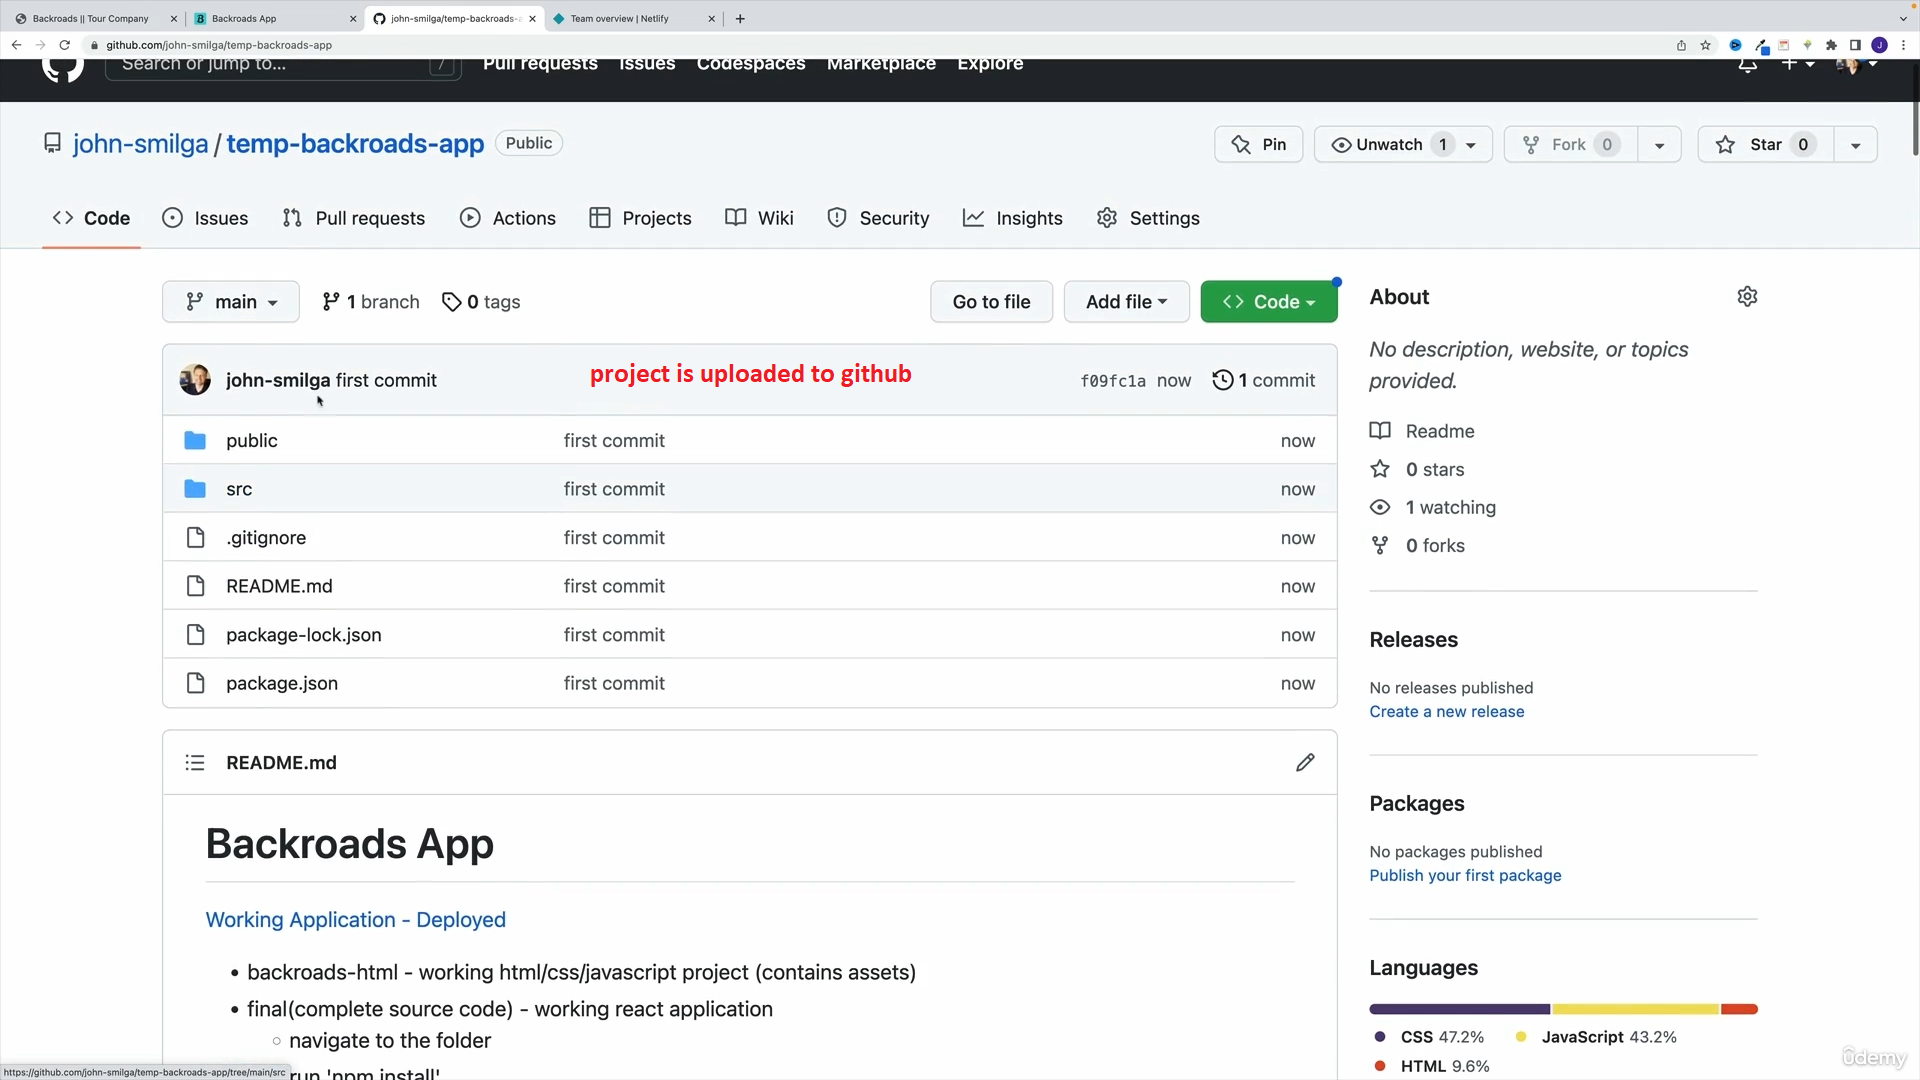 Backroads || Tour Company
Backroads App
john-smilga/temp-backroads-a
Team overview | Netlify
github.com/john-smilga/temp-backroads-app
J
Search or jump to... /
Pull requests Issues Codespaces Marketplace Explore
john-smilga / temp-backroads-app Public
Pin
Unwatch 1
Fork 0
Star 0
Code Issues Pull requests Actions Projects Wiki Security Insights Settings
main 1 branch 0 tags
Go to file Add file Code
john-smilga first commit
project is uploaded to github
f09fc1a now 1 commit
public first commit now
src first commit now
.gitignore first commit now
README.md first commit now
package-lock.json first commit now
package.json first commit now
README.md
Backroads App
Working Application - Deployed
• backroads-html - working html/css/javascript project (contains assets)
• final(complete source code) - working react application
○ navigate to the folder
run 'npm install'
About
No description, website, or topics
provided.
Readme
0 stars
1 watching
0 forks
Releases
No releases published
Create a new release
Packages
No packages published
Publish your first package
Languages
CSS 47.2% JavaScript 43.2%
HTML 9.6%
https://github.com/john-smilga/temp-backroads-app/tree/main/src
ûdemy